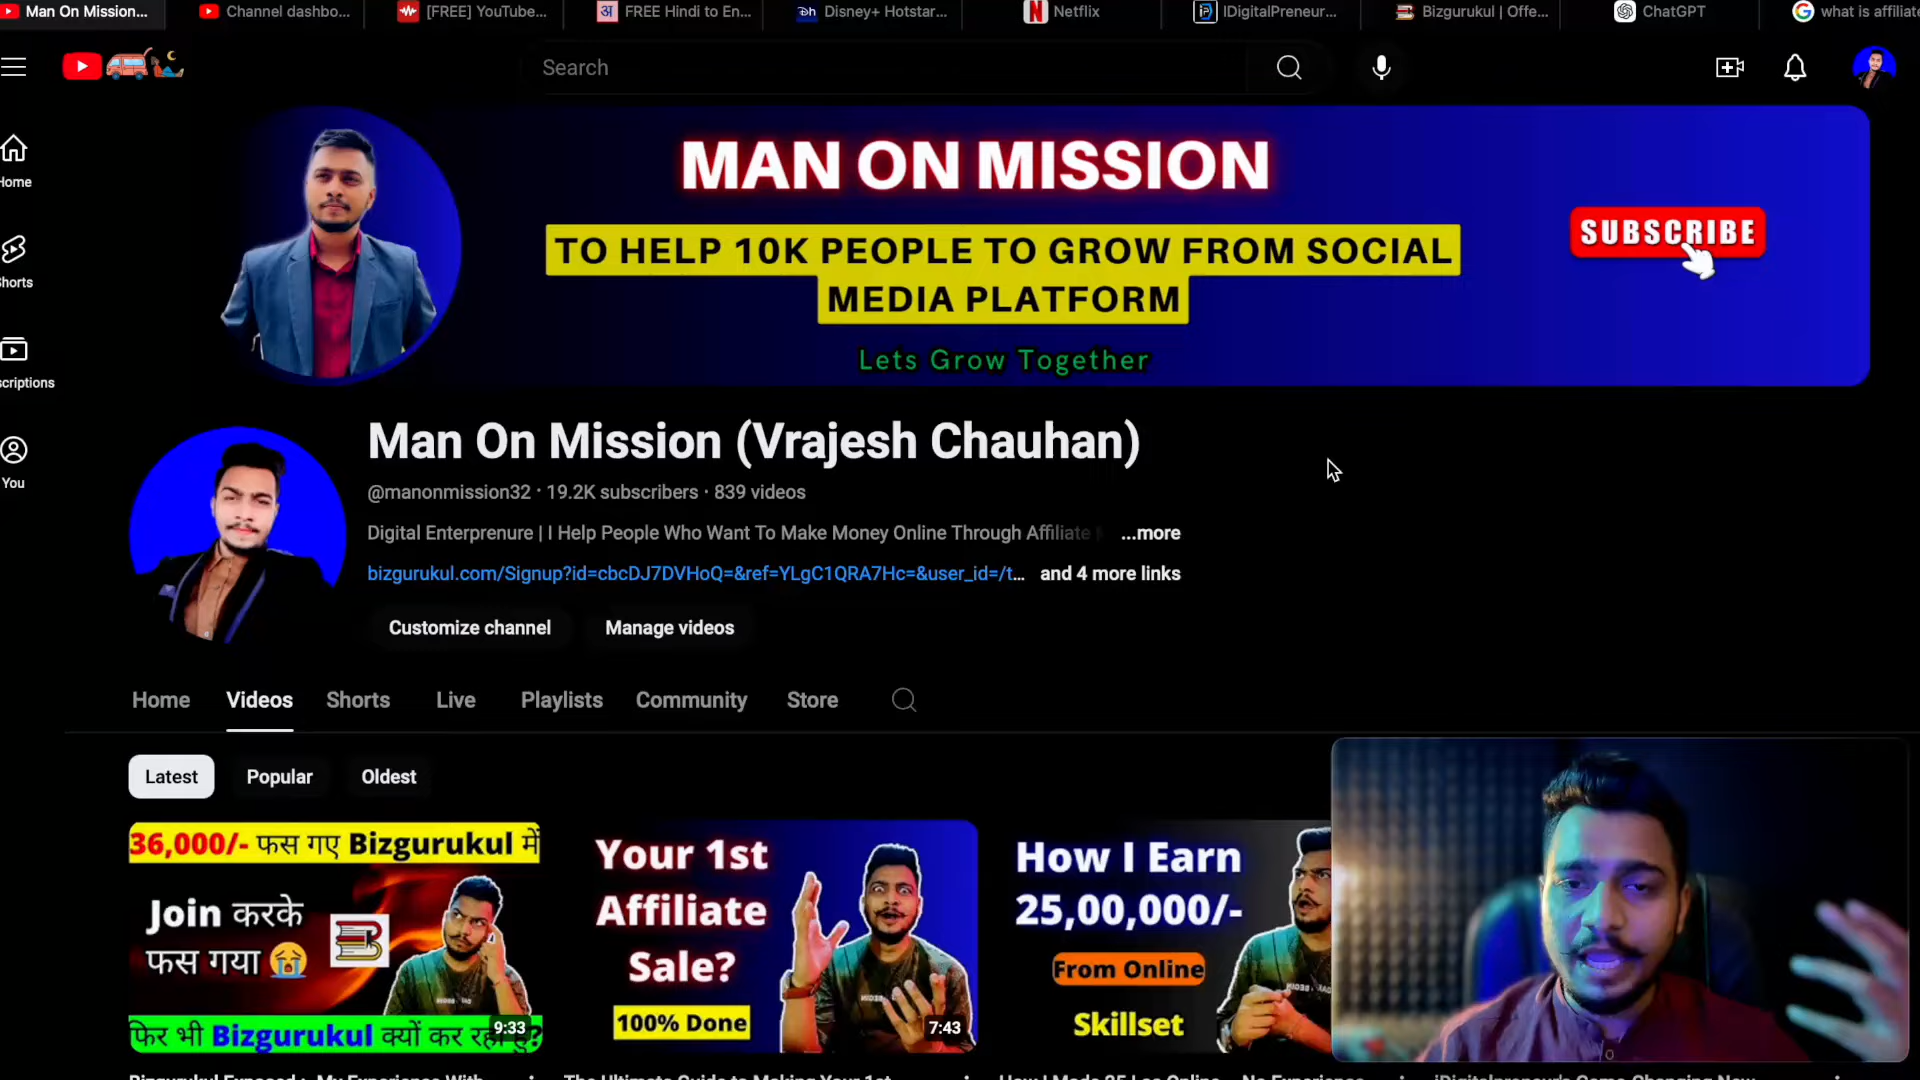 Man On Mission...
Channel dashbo...
[FREE] YouTube...
FREE Hindi to En...
Disney+ Hotstar...
Netflix
IDigitalPreneur...
Bizgurukul | Offe...
ChatGPT
what is affiliate
Search
Home
Shorts
scriptions
You
MAN ON MISSION
TO HELP 10K PEOPLE TO GROW FROM SOCIAL
MEDIA PLATFORM
Lets Grow Together
SUBSCRIBE
Man On Mission (Vrajesh Chauhan)
@manonmission32 · 19.2K subscribers · 839 videos
Digital Enterprenure | I Help People Who Want To Make Money Online Through Affiliate ...more
bizgurukul.com/Signup?id=cbcDJ7DVHoQ=&ref=YLgC1QRA7Hc=&user_id=/t... and 4 more links
Customize channel Manage videos
Home Videos Shorts Live Playlists Community Store
Latest Popular Oldest
36,000/- फस गए Bizgurukul में
Join करके
फस गया
फिर भी Bizgurukul क्यों कर रहा हु?
9:33
Your 1st
Affiliate
Sale?
100% Done
7:43
How I Earn
25,00,000/-
From Online
Skillset